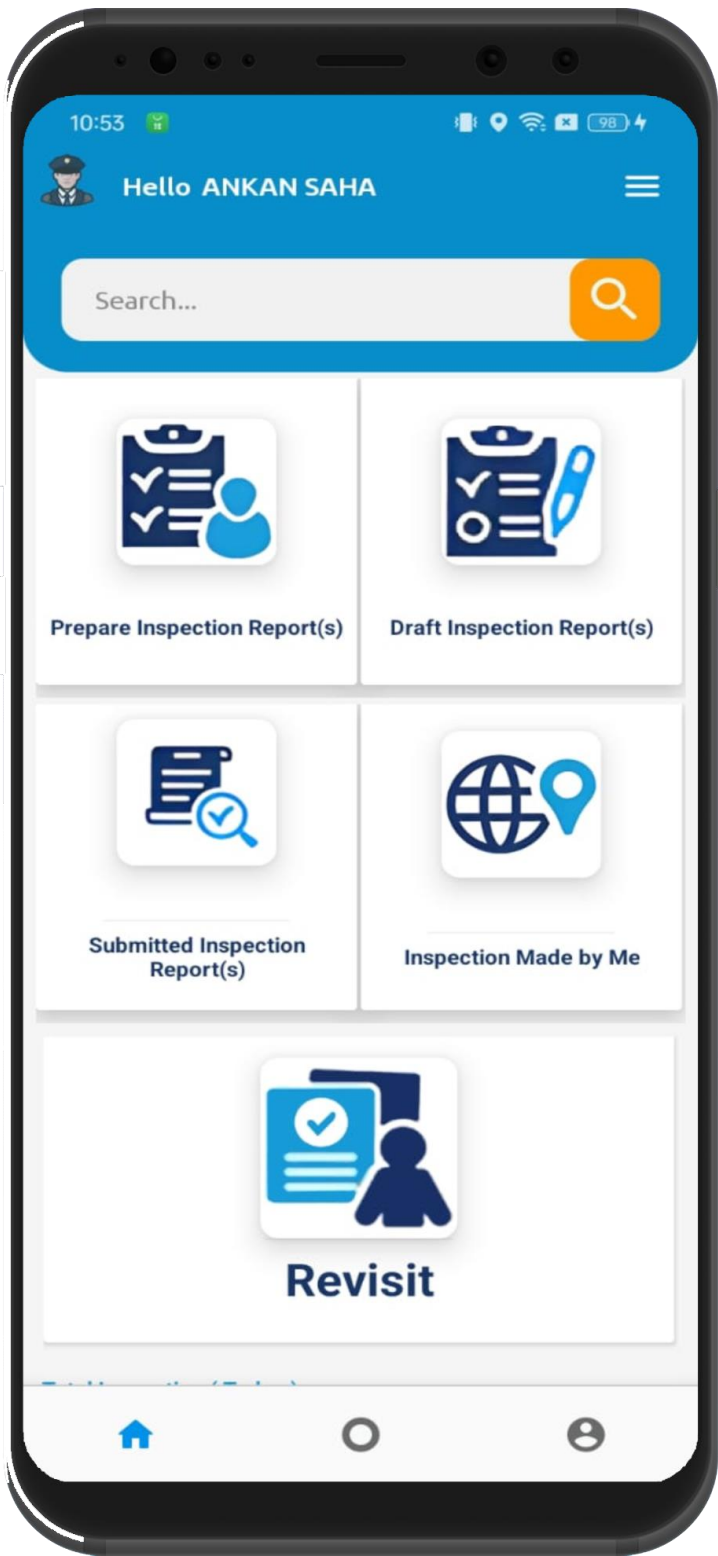 10:53
98
Hello ANKAN SAHA
Search...
Prepare Inspection Report(s)
Draft Inspection Report(s)
Submitted Inspection
Report(s)
Inspection Made by Me
Revisit